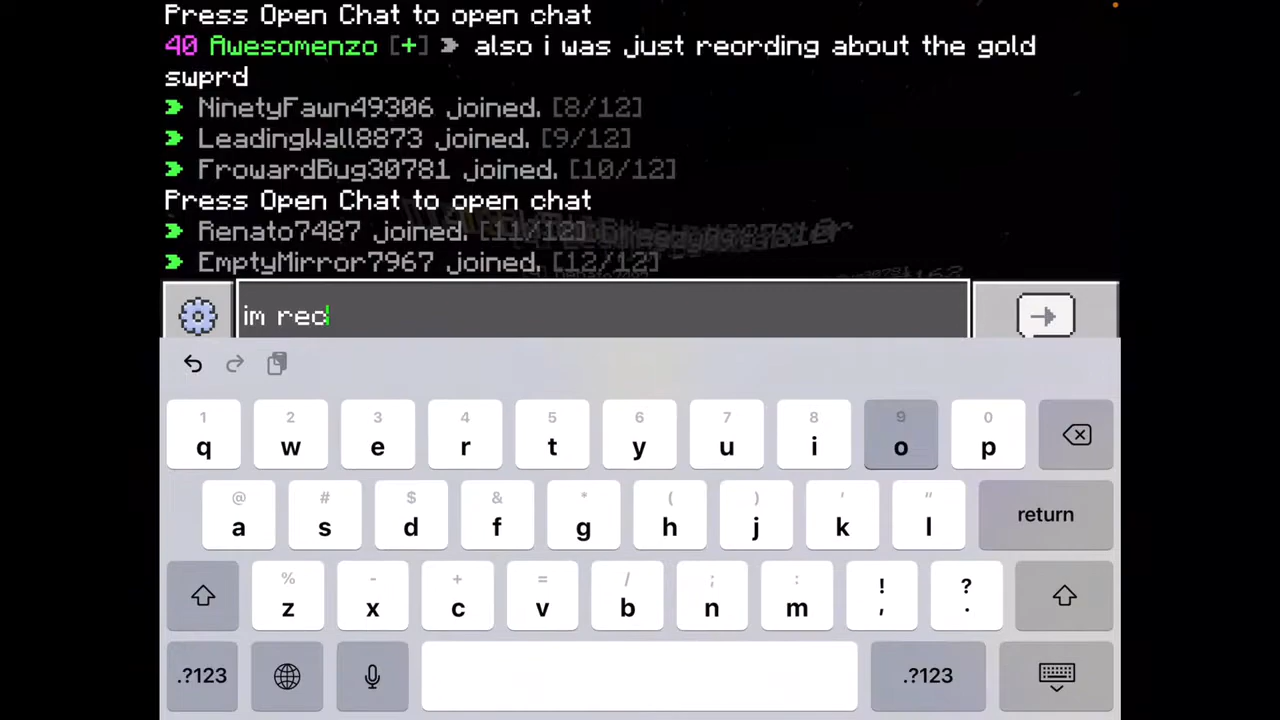 Press Open Chat to open chat
40 Awesomenzo [+] » also i was just reording about the gold
swprd
NinetyFawn49306 joined. [8/12]
LeadingWall8873 joined. [9/12]
FrowardBug30781 joined. [10/12]
Press Open Chat to open chat
Renato7487 joined. [11/12]
EmptyMirror7967 joined. [12/12]
im rec
1 2 3 4 5 6 7 8 9 0
q w e r t y u i o p
@ # $ & * ( ) ' "
a s d f g h j k l return
% - + = / ; : ! ?
z x c v b n m , .
.?123 .?123